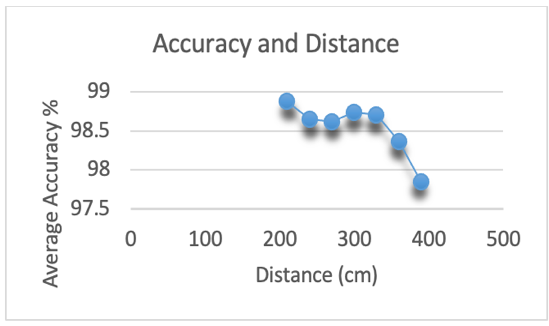 Accuracy and Distance
Average Accuracy %
99
98.5
98
97.5
0 100 200 300 400 500
Distance (cm)